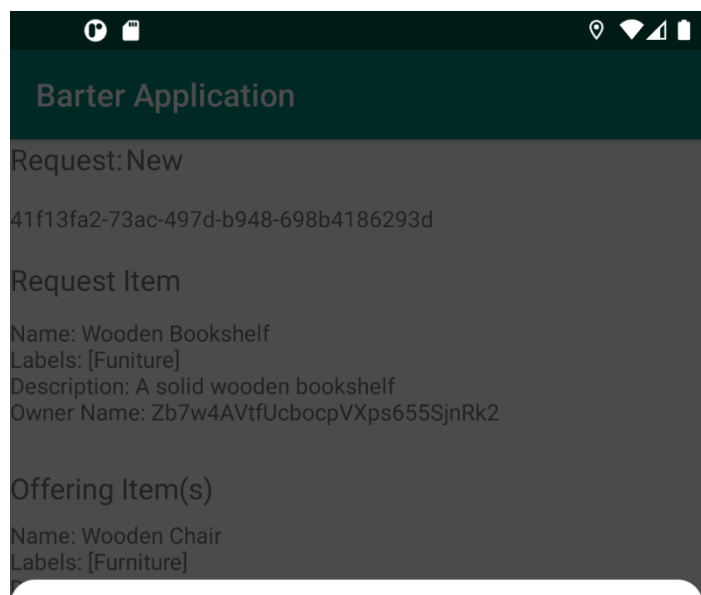 Barter Application
Request: New
41f13fa2-73ac-497d-b948-698b4186293d
Request Item
Name: Wooden Bookshelf
Labels: [Funiture]
Description: A solid wooden bookshelf
Owner Name: Zb7w4AVtfUcbocpVXps655SjnRk2
Offering Item(s)
Name: Wooden Chair
Labels: [Furniture]